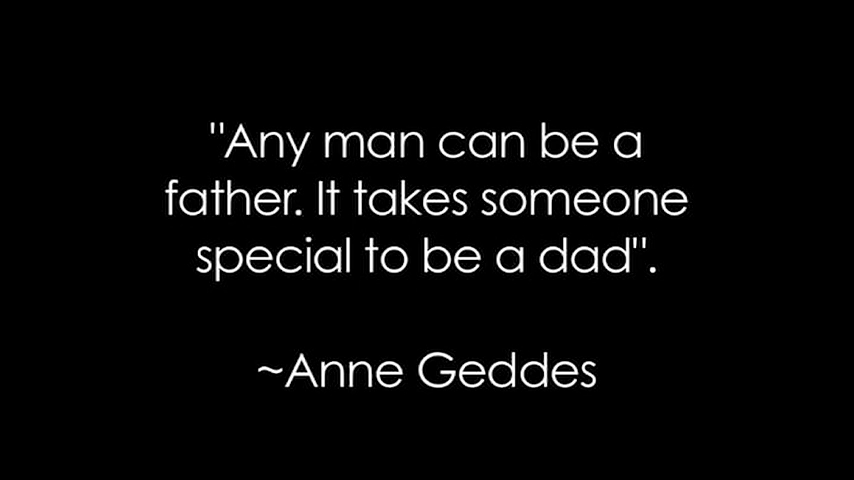 "Any man can be a
father. It takes someone
special to be a dad".
~Anne Geddes